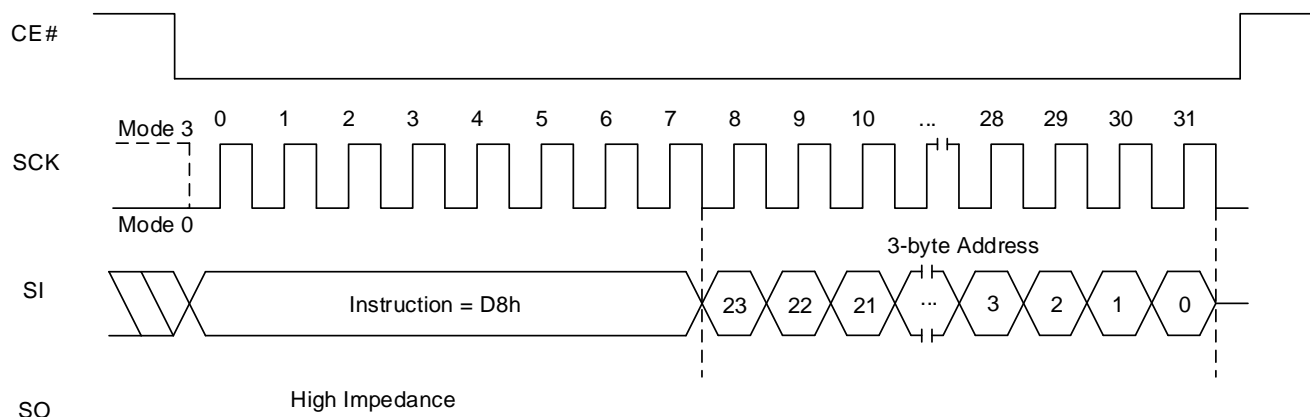 CE#
0 1 2 3 4 5 6 7 8 9 10 ... 28 29 30 31
Mode 3
SCK
Mode 0
3-byte Address
SI
Instruction = D8h 23 22 21 ... 3 2 1 0
High Impedance
SO